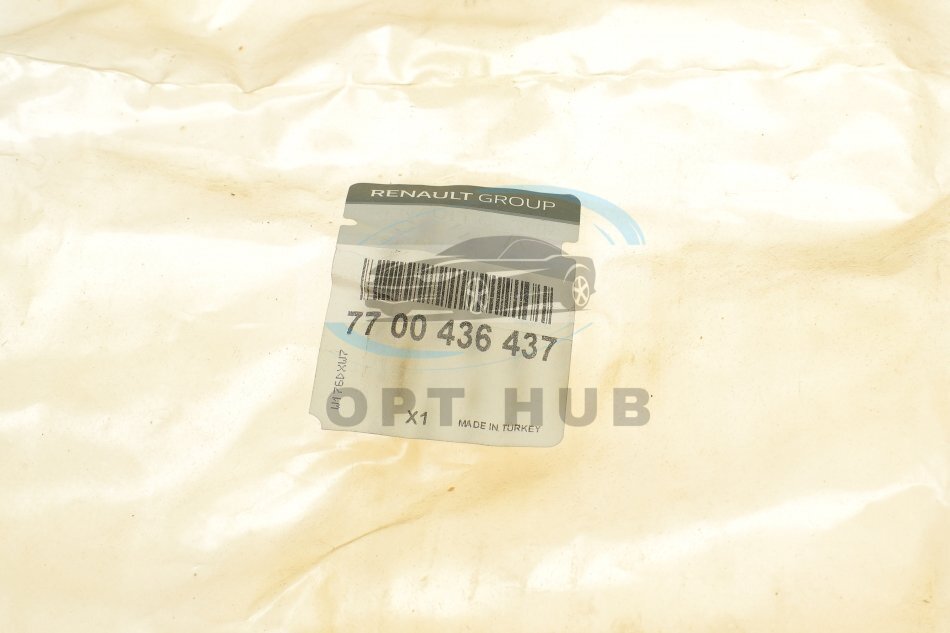 RENAULT GROUP
77 00 436 437
OPT HUB
X1 MADE IN TURKEY